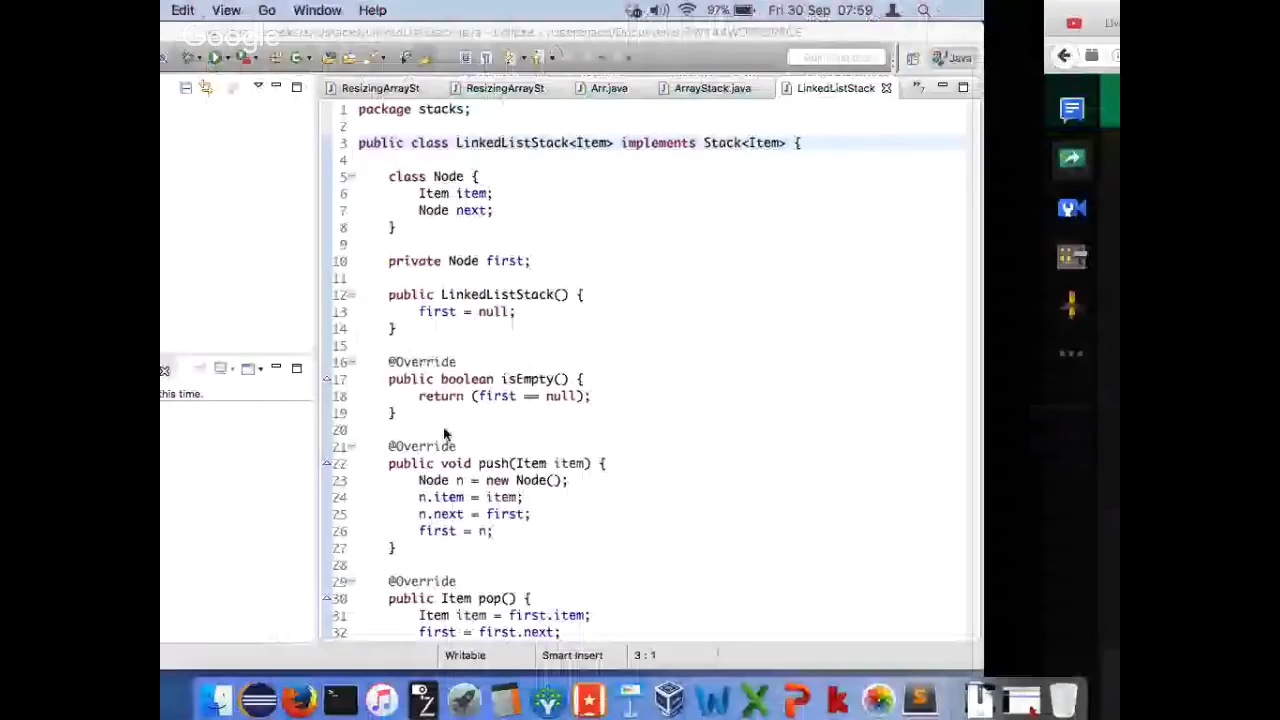 Edit View Go Window Help 97% Fri 30 Sep 07:59
Google
Java
Liv
ResizingArraySt ResizingArraySt Arr.java ArrayStack.java LinkedListStack 7
1 package stacks;
2
3 public class LinkedListStack<Item> implements Stack<Item> {
4
5 class Node {
6 Item item;
7 Node next;
8 }
9
10 private Node first;
11
12 public LinkedListStack() {
13 first = null;
14 }
15
16 @Override
17 public boolean isEmpty() {
18 return (first == null);
19 }
20
21 @Override
22 public void push(Item item) {
23 Node n = new Node();
24 n.item = item;
25 n.next = first;
26 first = n;
27 }
28
29 @Override
30 public Item pop() {
31 Item item = first.item;
32 first = first.next;
this time.
Writable Smart Insert 3 : 1